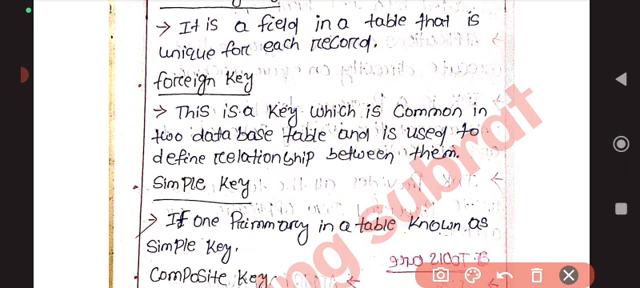 → It is a field in a table that is
unique for each record.
foreign Key
→ This is a Key which is common in
two data base table and is used to
define relationship between them.
Simple Key
→ If one Primmary in a table Known as
Simple Key.
Composite Key
subrat